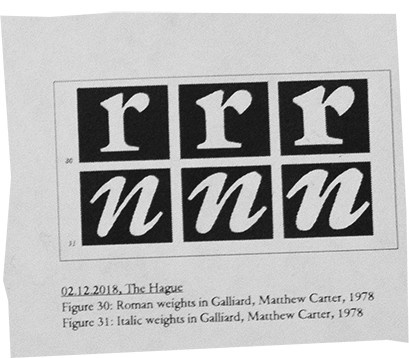 r r r
30
n n n
31
02.12.2018, The Hague
Figure 30: Roman weights in Galliard, Matthew Carter, 1978
Figure 31: Italic weights in Galliard, Matthew Carter, 1978